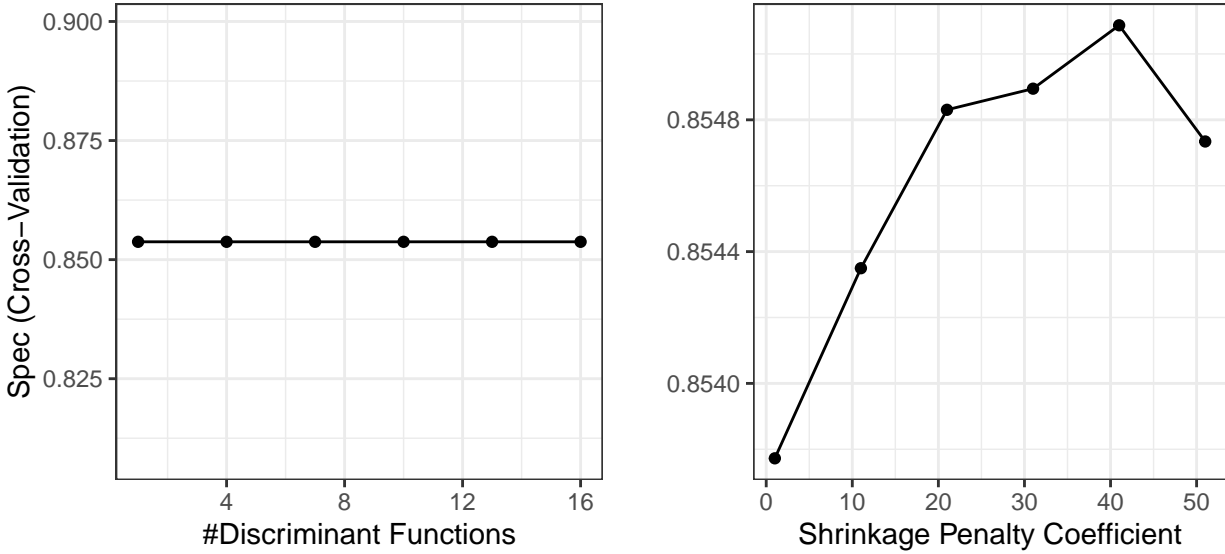 Spec (Cross−Validation)
0.900
0.875
0.850
0.825
4 8 12 16
#Discriminant Functions
0.8548
0.8544
0.8540
0 10 20 30 40 50
Shrinkage Penalty Coefficient